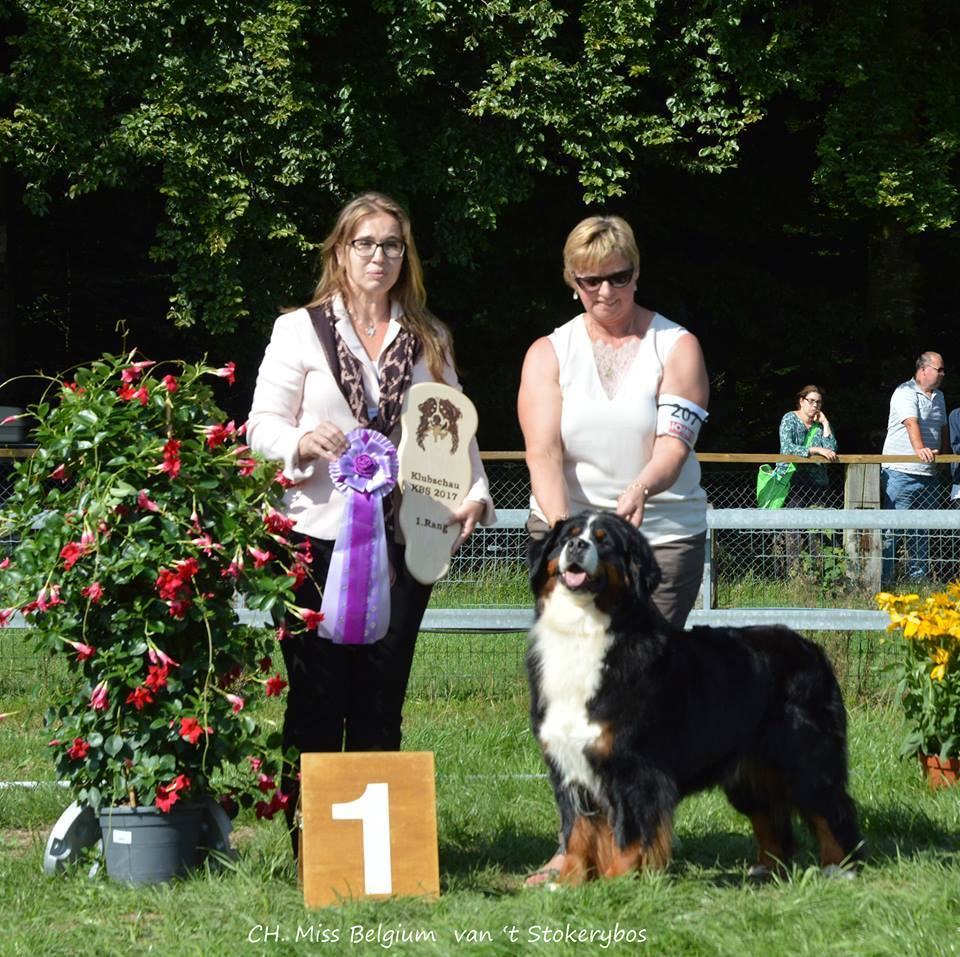 Klubschau
KBS 2017
1.Rang
207
1
CH. Miss Belgium van 't Stokerybos